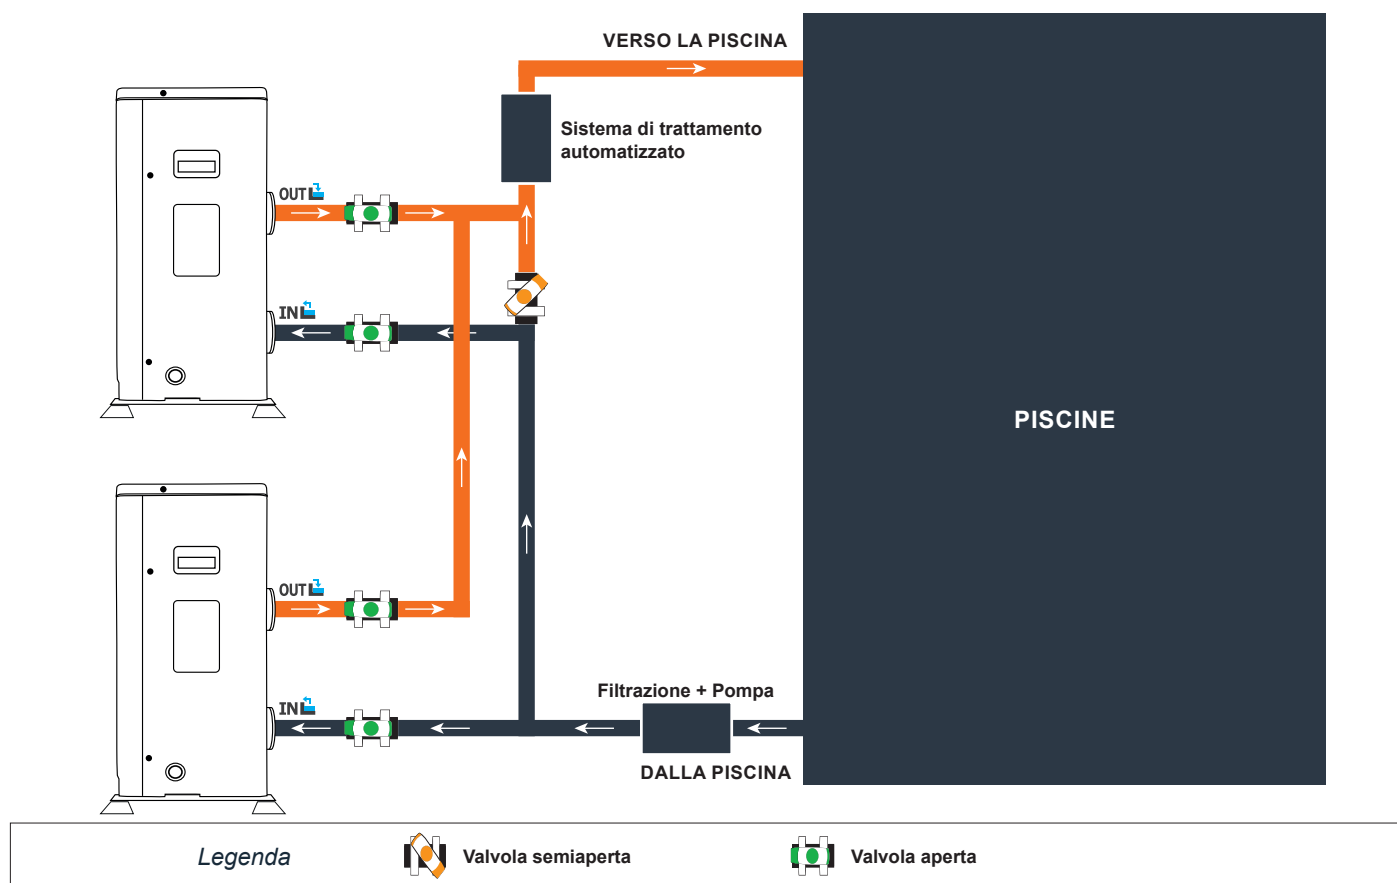 VERSO LA PISCINA
Sistema di trattamento
automatizzato
OUT
IN
PISCINE
OUT
IN
Filtrazione + Pompa
DALLA PISCINA
Legenda
Valvola semiaperta
Valvola aperta